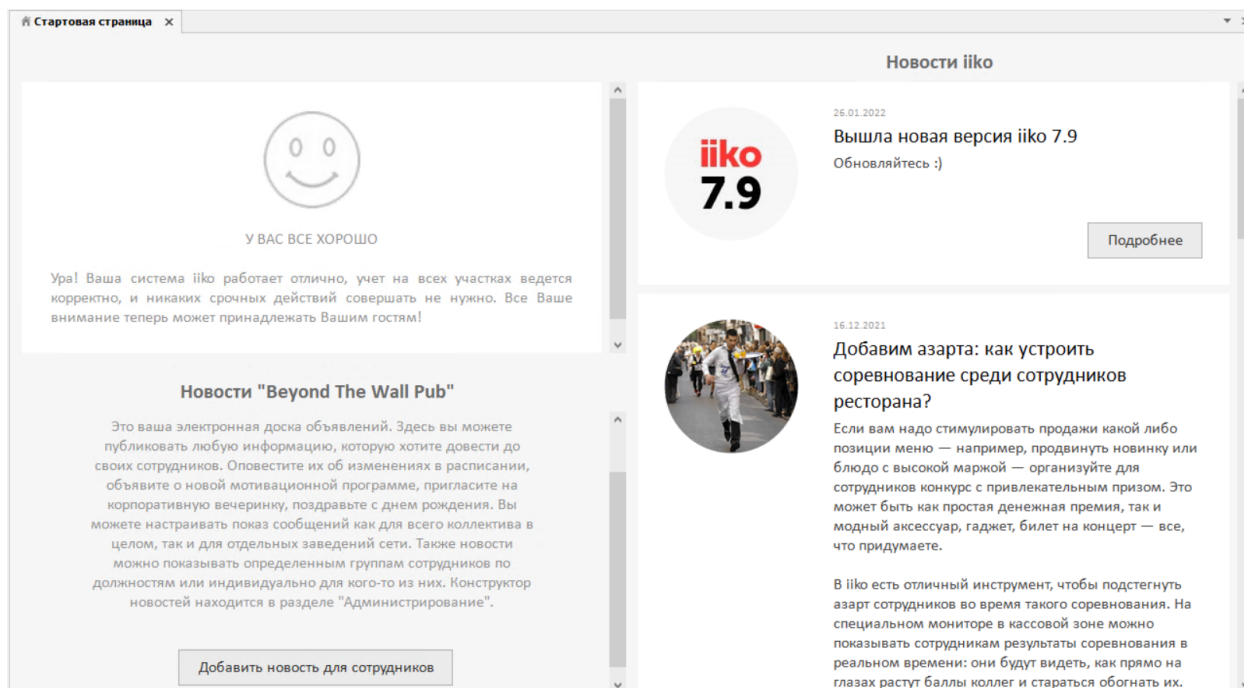 Стартовая страница
У ВАС ВСЕ ХОРОШО
Ура! Ваша система iiko работает отлично, учет на всех участках ведется
корректно, и никаких срочных действий совершать не нужно. Все Ваше
внимание теперь может принадлежать Вашим гостям!
Новости "Beyond The Wall Pub"
Это ваша электронная доска объявлений. Здесь вы можете
публиковать любую информацию, которую хотите довести до
своих сотрудников. Оповестите их об изменениях в расписании,
объявите о новой мотивационной программе, пригласите на
корпоративную вечеринку, поздравьте с днем рождения. Вы
можете настраивать показ сообщений как для всего коллектива в
целом, так и для отдельных заведений сети. Также новости
можно показывать определенным группам сотрудников по
должностям или индивидуально для кого-то из них. Конструктор
новостей находится в разделе "Администрирование".
Добавить новость для сотрудников
Новости iiko
iiko
7.9
26.01.2022
Вышла новая версия iiko 7.9
Обновляйтесь :)
Подробнее
16.12.2021
Добавим азарта: как устроить
соревнование среди сотрудников
ресторана?
Если вам надо стимулировать продажи какой либо
позиции меню — например, продвинуть новинку или
блюдо с высокой маржой — организуйте для
сотрудников конкурс с привлекательным призом. Это
может быть как простая денежная премия, так и
модный аксессуар, гаджет, билет на концерт — все,
что придумаете.
В iiko есть отличный инструмент, чтобы подстегнуть
азарт сотрудников во время такого соревнования. На
специальном мониторе в кассовой зоне можно
показывать сотрудникам результаты соревнования в
реальном времени: они будут видеть, как прямо на
глазах растут баллы коллег и стараться обогнать их.